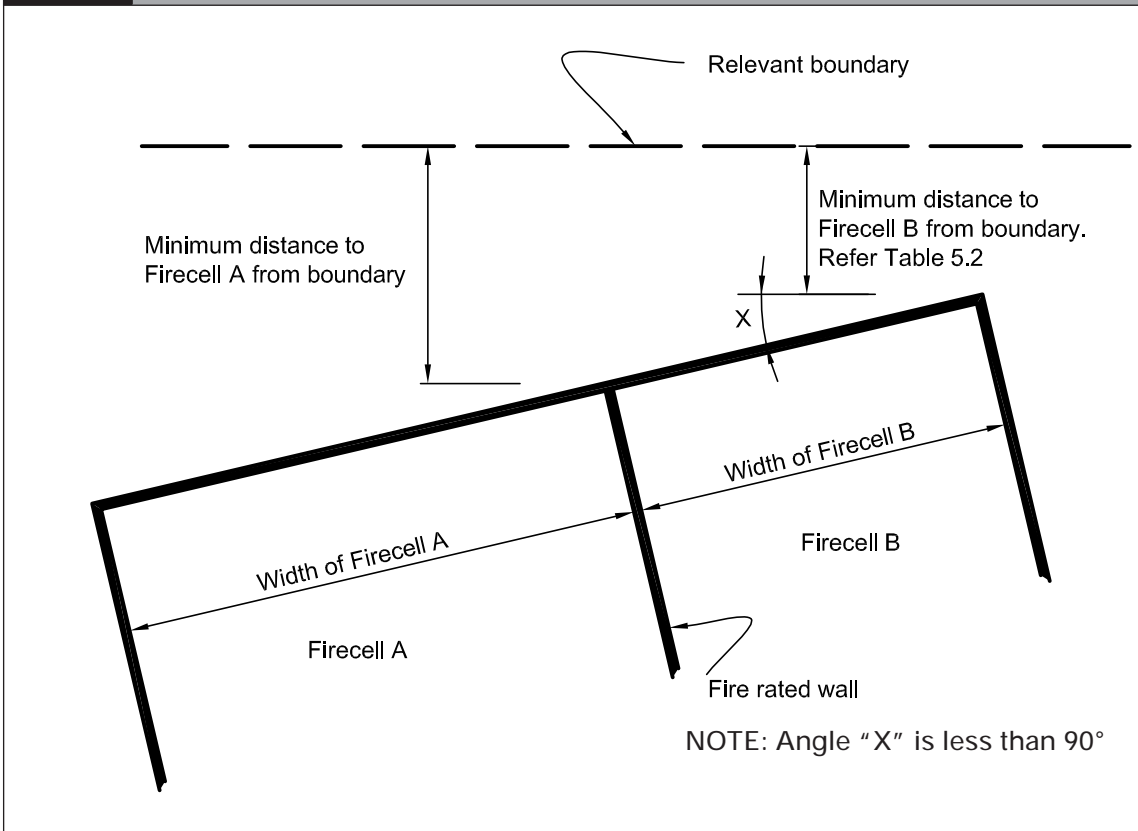 Relevant boundary
Minimum distance to
Firecell A from boundary
Minimum distance to
Firecell B from boundary.
Refer Table 5.2
X
Width of Firecell A
Width of Firecell B
Firecell A
Firecell B
Fire rated wall
NOTE: Angle “X” is less than 90°